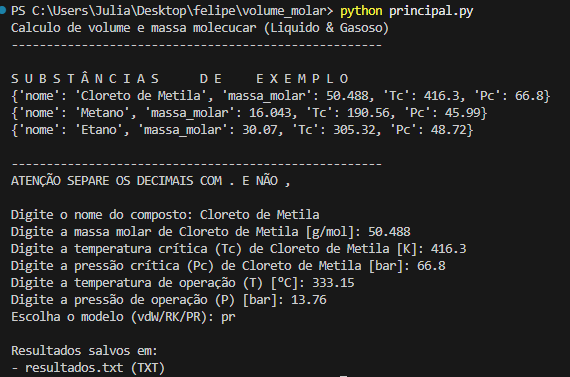 PS C:\Users\Julia\Desktop\felipe\volume_molar> python principal.py
Calculo de volume e massa molecucar (Liquido & Gasoso)
-----------------------------------------------------

S U B S T Â N C I A S      D E      E X E M P L O
{'nome': 'Cloreto de Metila', 'massa_molar': 50.488, 'Tc': 416.3, 'Pc': 66.8}
{'nome': 'Metano', 'massa_molar': 16.043, 'Tc': 190.56, 'Pc': 45.99}
{'nome': 'Etano', 'massa_molar': 30.07, 'Tc': 305.32, 'Pc': 48.72}

-----------------------------------------------------
ATENÇÃO SEPARE OS DECIMAIS COM . E NÃO ,

Digite o nome do composto: Cloreto de Metila
Digite a massa molar de Cloreto de Metila [g/mol]: 50.488
Digite a temperatura crítica (Tc) de Cloreto de Metila [K]: 416.3
Digite a pressão crítica (Pc) de Cloreto de Metila [bar]: 66.8
Digite a temperatura de operação (T) [ºC]: 333.15
Digite a pressão de operação (P) [bar]: 13.76
Escolha o modelo (vdW/RK/PR): pr

Resultados salvos em:
- resultados.txt (TXT)